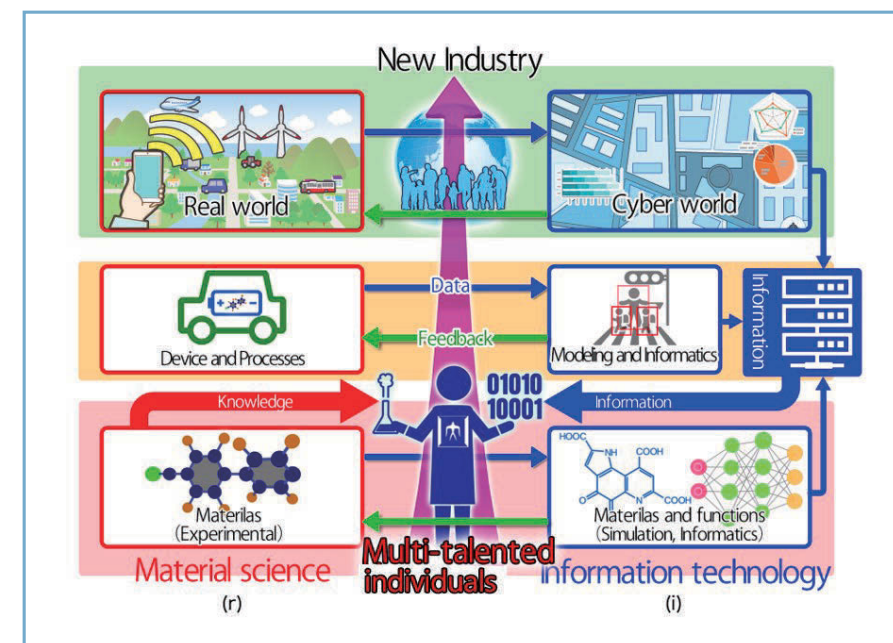 New Industry
Real world
Cyber world
Data
Information
Feedback
Device and Processes
Modeling and Informatics
Knowledge
01010
10001
Information
HOOC
NH
COOH
O
O
N
COOH
Materilas
(Experimental)
Materilas and functions
(Simulation, Informatics)
Multi-talented
individuals
Material science
Information technology
(r)
(i)